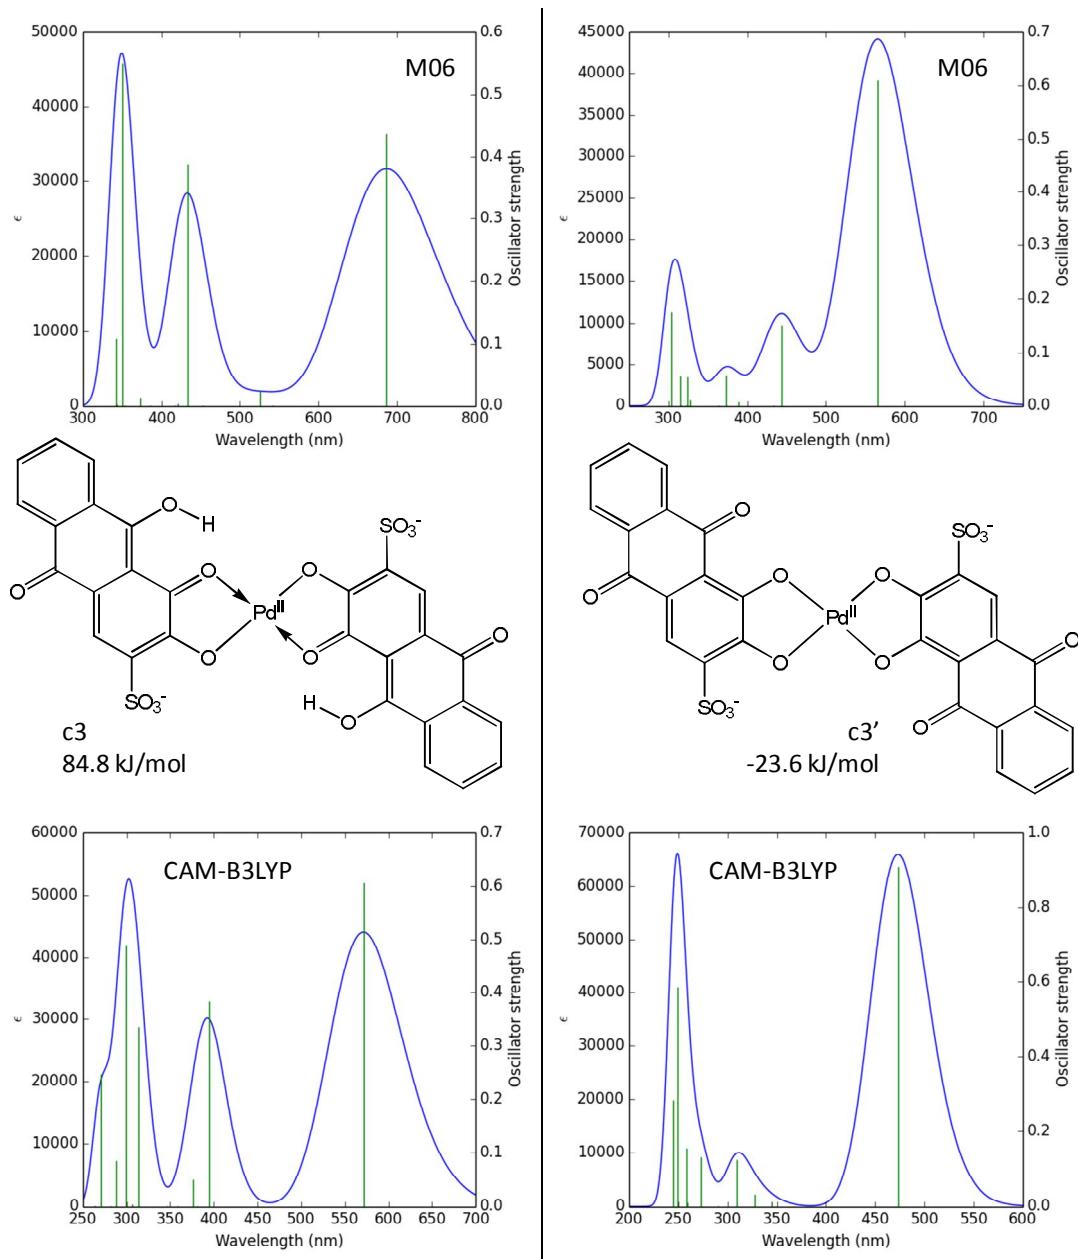 M06
50000
40000
30000
20000
10000
0
ϵ
0.6
0.5
0.4
0.3
0.2
0.1
0.0
Oscillator strength
300 400 500 600 700 800
Wavelength (nm)
M06
45000
40000
35000
30000
25000
20000
15000
10000
5000
0
ϵ
0.7
0.6
0.5
0.4
0.3
0.2
0.1
0.0
Oscillator strength
300 400 500 600 700
Wavelength (nm)
O
H
O
O
O
O
O
O
O
H
PdII
SO3-
SO3-
c3
84.8 kJ/mol
O
O
O
O
O
O
O
O
PdII
SO3-
SO3-
c3’
-23.6 kJ/mol
CAM-B3LYP
60000
50000
40000
30000
20000
10000
0
ϵ
0.7
0.6
0.5
0.4
0.3
0.2
0.1
0.0
Oscillator strength
250 300 350 400 450 500 550 600 650 700
Wavelength (nm)
CAM-B3LYP
70000
60000
50000
40000
30000
20000
10000
0
ϵ
1.0
0.8
0.6
0.4
0.2
0.0
Oscillator strength
200 250 300 350 400 450 500 550 600
Wavelength (nm)